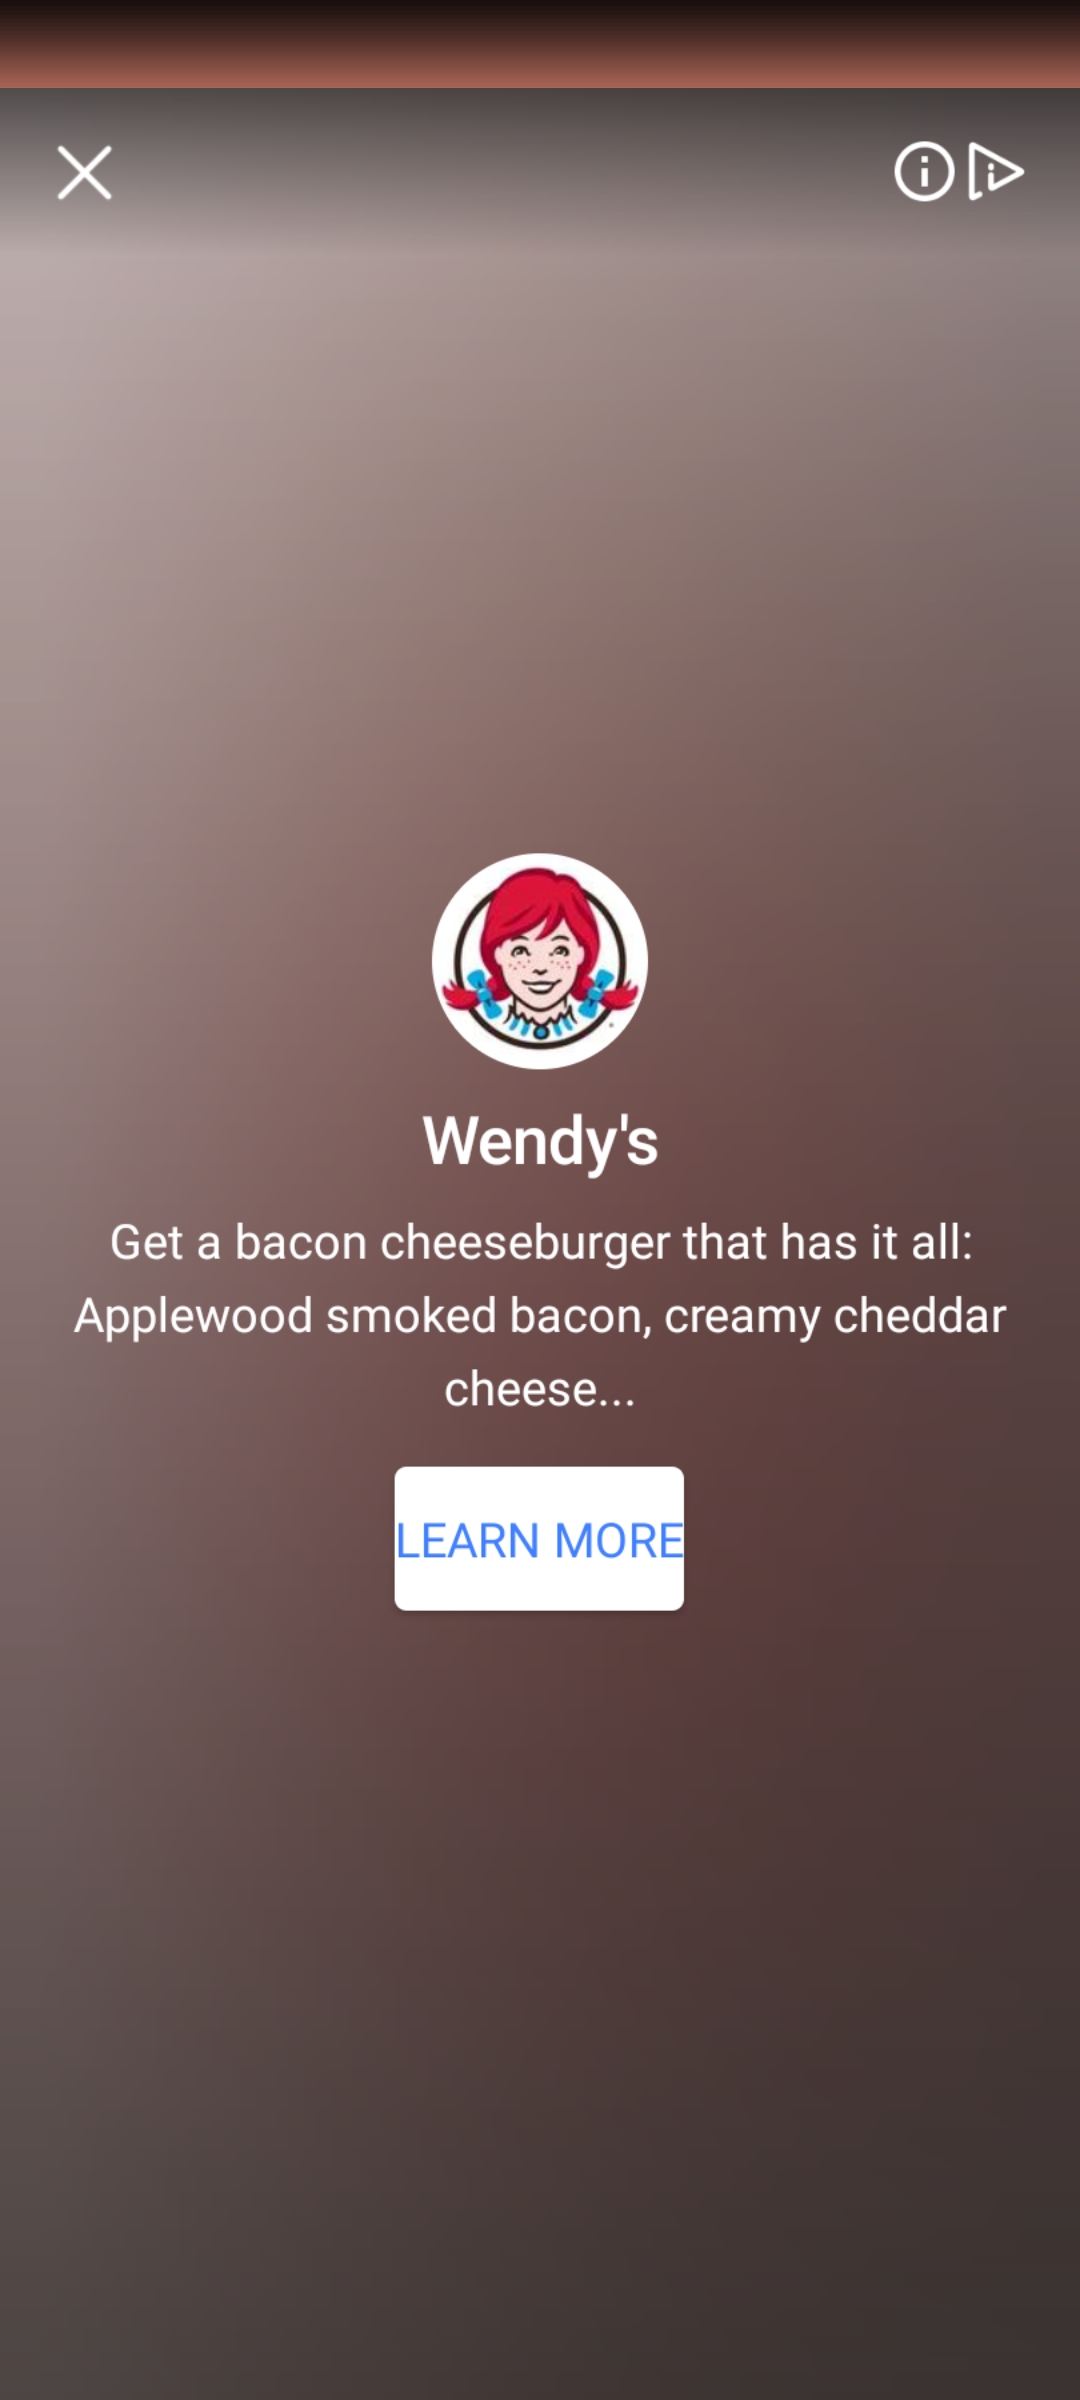 Wendy's
Get a bacon cheeseburger that has it all:
Applewood smoked bacon, creamy cheddar
cheese...
LEARN MORE